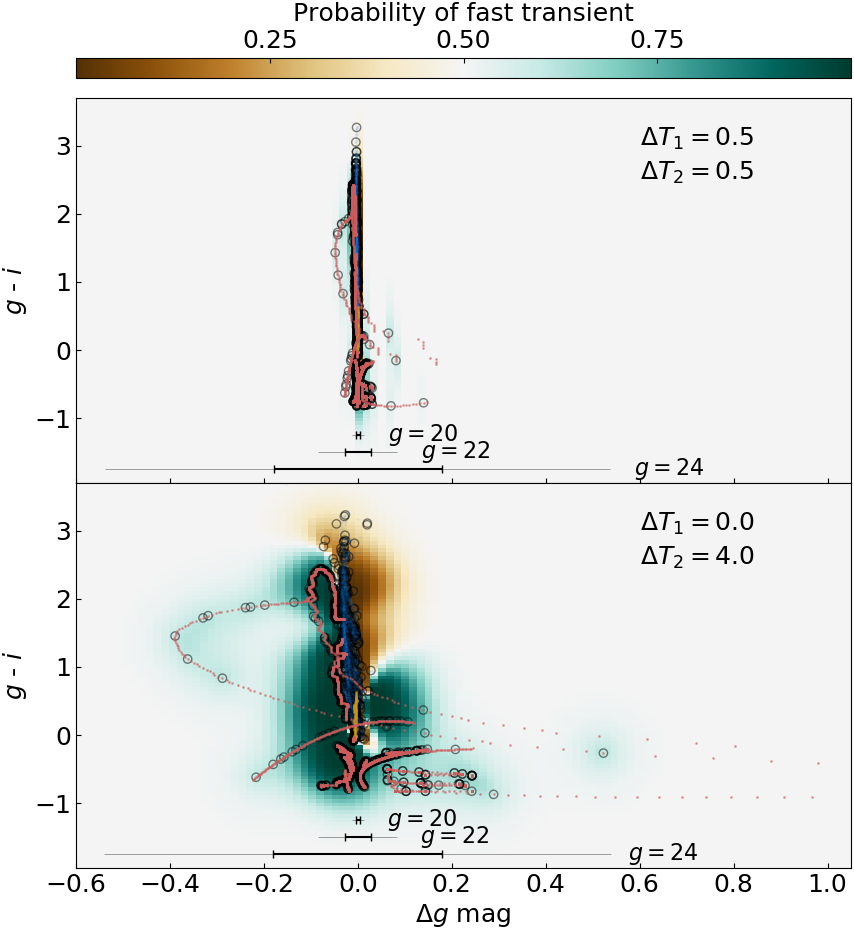 Probability of fast transient
0.25 0.50 0.75
ΔT₁ = 0.5
ΔT₂ = 0.5
3
2
1
0
−1
g - i
g = 20
g = 22
g = 24
ΔT₁ = 0.0
ΔT₂ = 4.0
3
2
1
0
−1
g - i
g = 20
g = 22
g = 24
−0.6 −0.4 −0.2 0.0 0.2 0.4 0.6 0.8 1.0
Δg mag